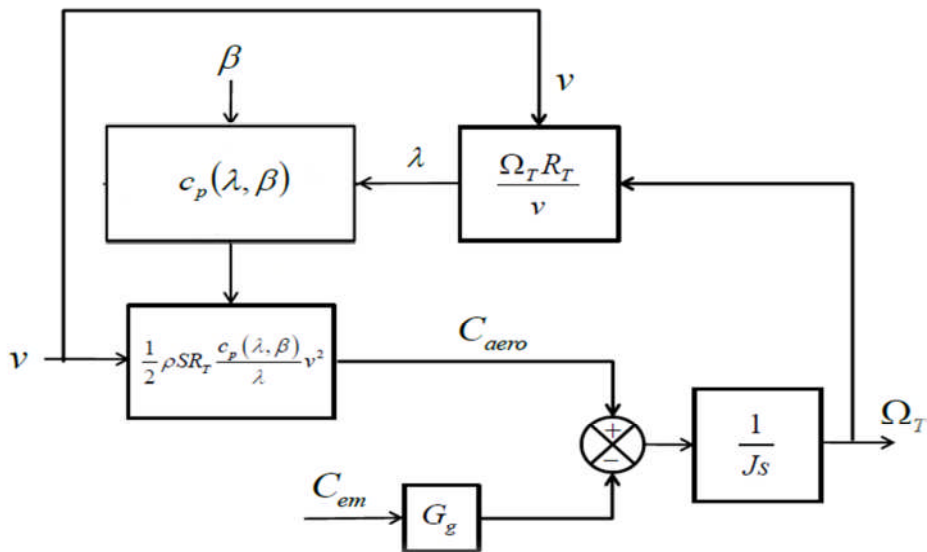 β
v
c_p(λ, β)
λ
Ω_T R_T / v
v
1/2 ρSR_T c_p(λ, β)/λ v²
C_aero
+
−
1/Js
Ω_T
C_em
G_g